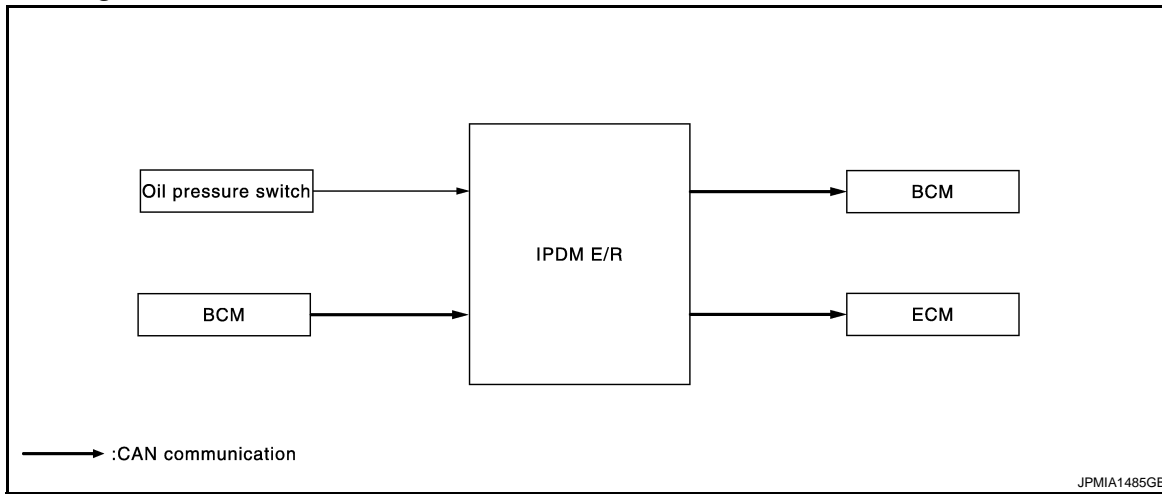 Oil pressure switch
BCM
IPDM E/R
BCM
ECM
:CAN communication
JPMIA1485GB